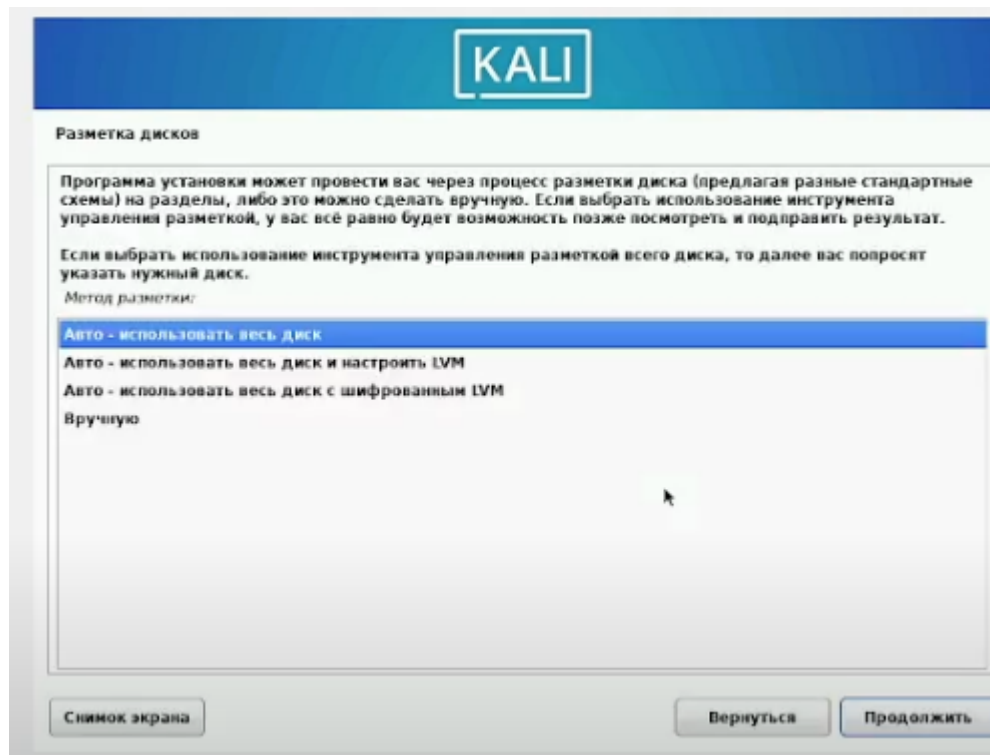 KALI
Разметка дисков
Программа установки может провести вас через процесс разметки диска (предлагая разные стандартные
схемы) на разделы, либо это можно сделать вручную. Если выбрать использование инструмента
управления разметкой, у вас всё равно будет возможность позже посмотреть и подправить результат.
Если выбрать использование инструмента управления разметкой всего диска, то далее вас попросят
указать нужный диск.
Метод разметки:
Авто - использовать весь диск
Авто - использовать весь диск и настроить LVM
Авто - использовать весь диск с шифрованным LVM
Вручную
Снимок экрана
Вернуться
Продолжить